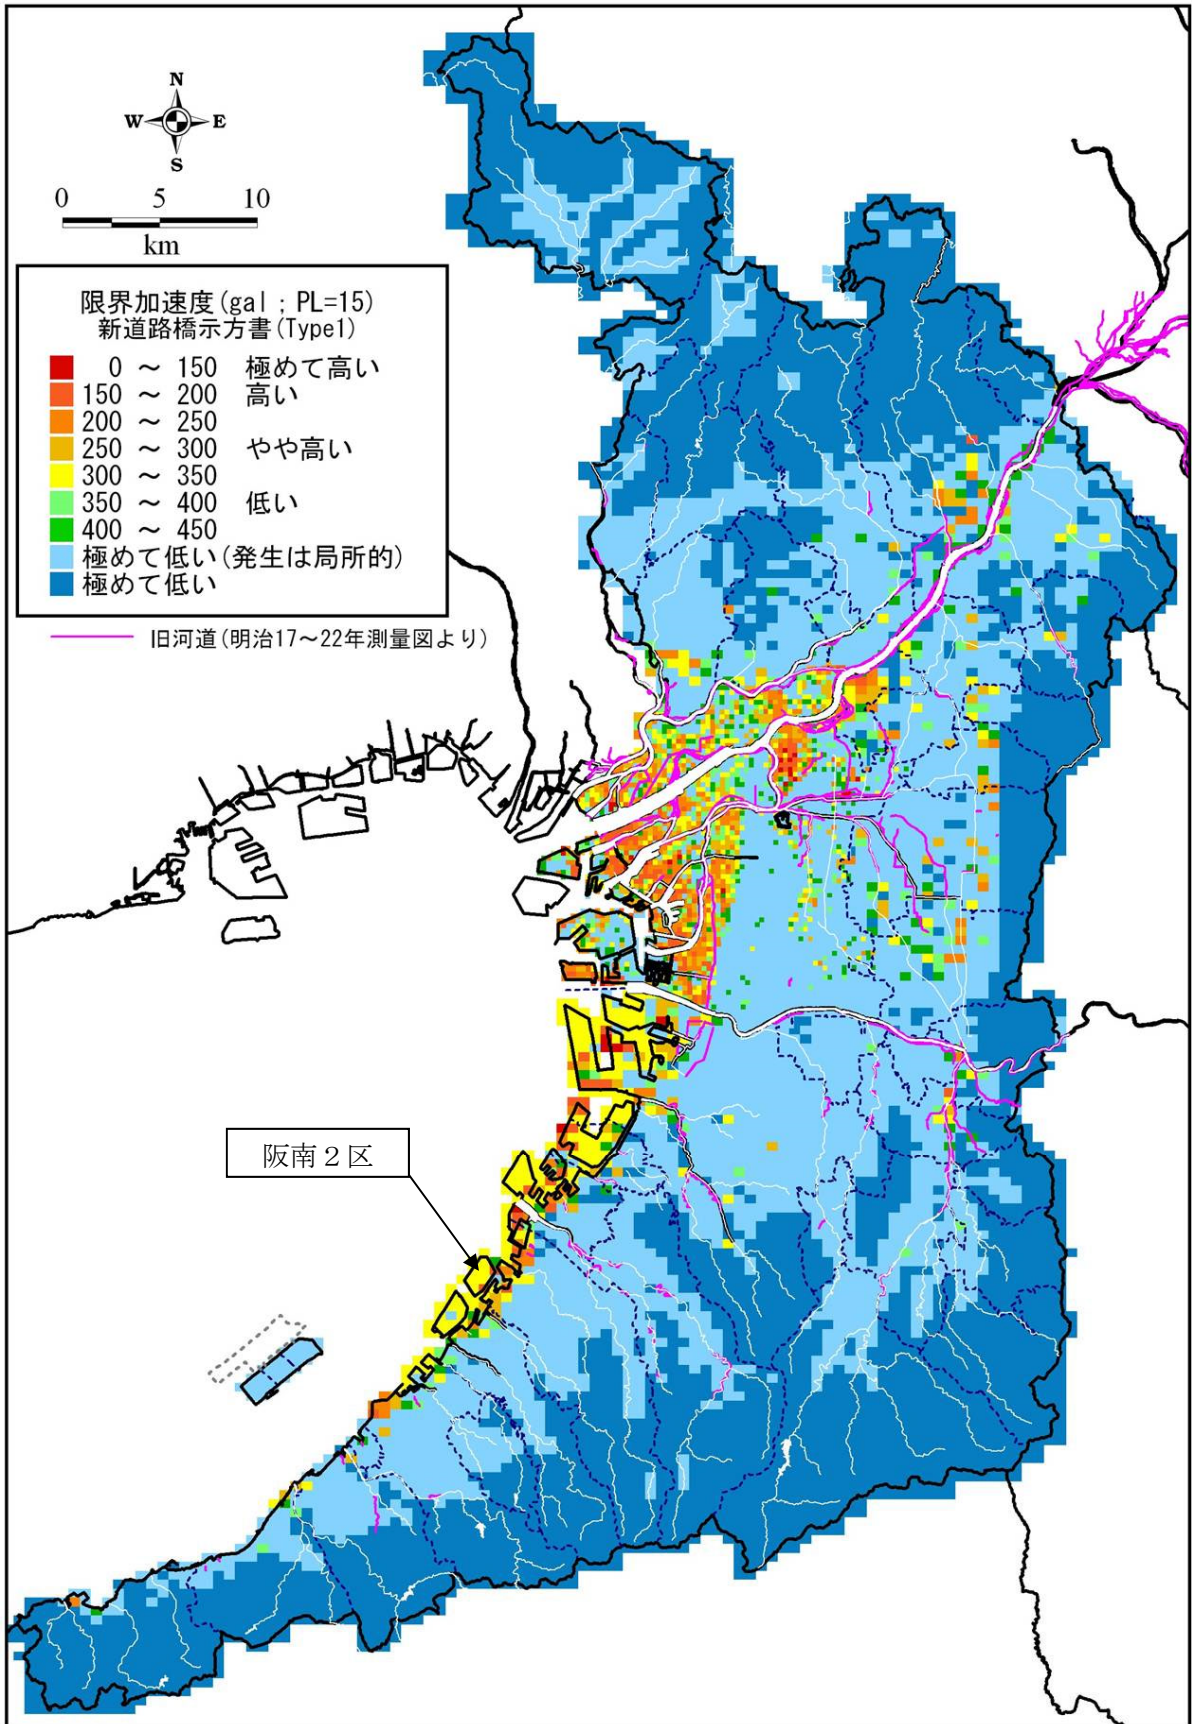 N
W E
S
0 5 10
km
限界加速度(gal ; PL=15)
新道路橋示方書(Type1)
0 ～ 150 極めて高い
150 ～ 200 高い
200 ～ 250
250 ～ 300 やや高い
300 ～ 350
350 ～ 400 低い
400 ～ 450
極めて低い(発生は局所的)
極めて低い
旧河道(明治17～22年測量図より)
阪南２区